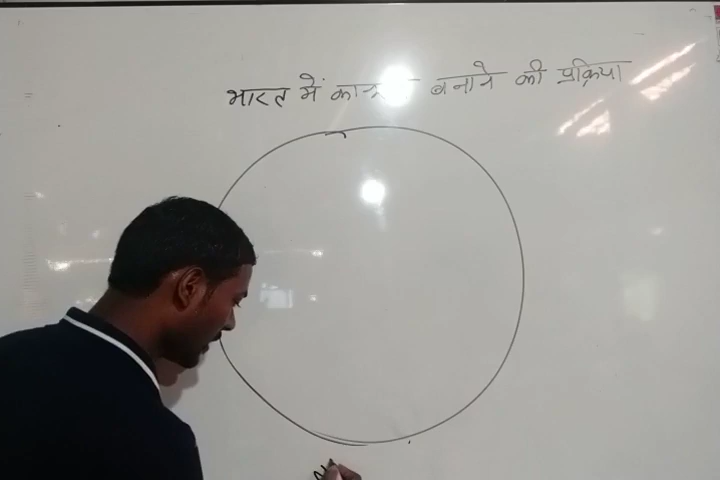 भारत में कानून बनाने की प्रक्रिया